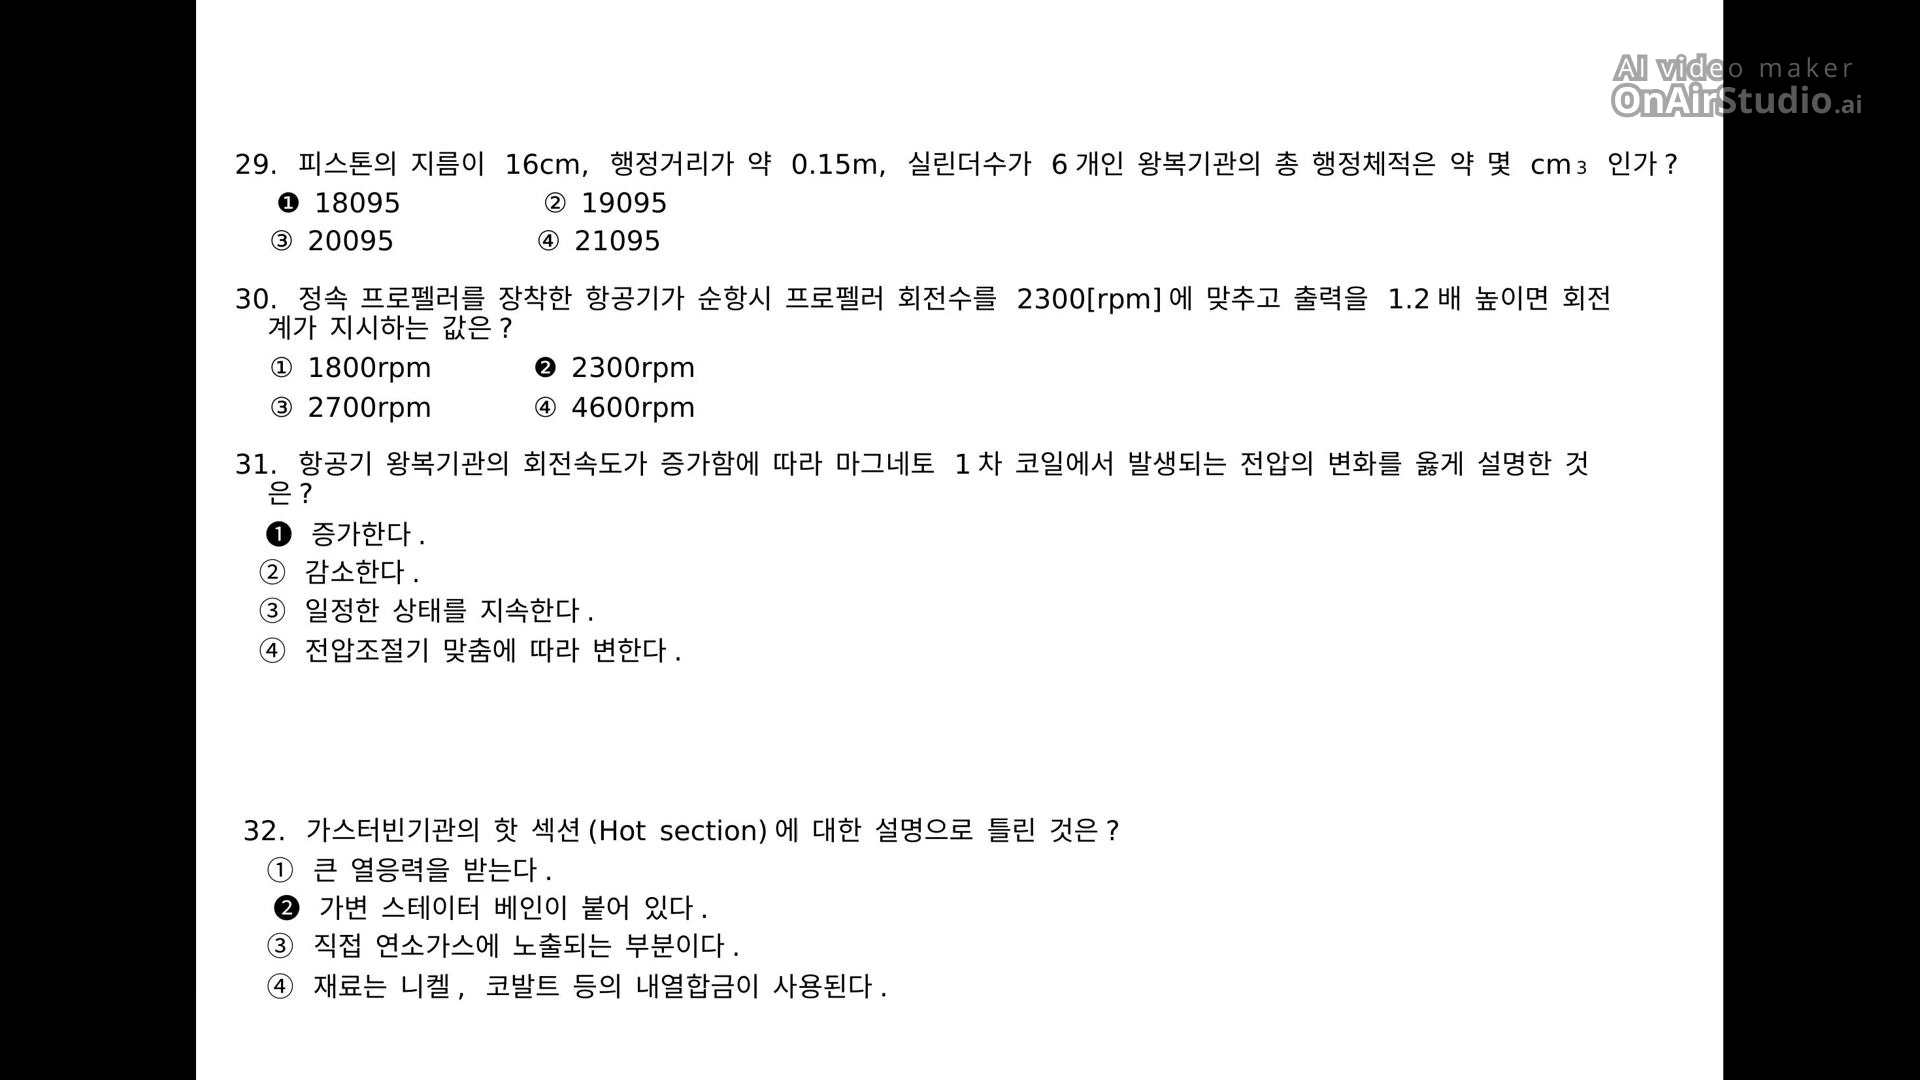 AI video maker
OnAirStudio.ai
29. 피스톤의 지름이 16cm, 행정거리가 약 0.15m, 실린더수가 6개인 왕복기관의 총 행정체적은 약 몇 cm3 인가?
❶ 18095 ② 19095
③ 20095 ④ 21095
30. 정속 프로펠러를 장착한 항공기가 순항시 프로펠러 회전수를 2300[rpm]에 맞추고 출력을 1.2배 높이면 회전
계가 지시하는 값은?
① 1800rpm ❷ 2300rpm
③ 2700rpm ④ 4600rpm
31. 항공기 왕복기관의 회전속도가 증가함에 따라 마그네토 1차 코일에서 발생되는 전압의 변화를 옳게 설명한 것
은?
❶ 증가한다.
② 감소한다.
③ 일정한 상태를 지속한다.
④ 전압조절기 맞춤에 따라 변한다.
32. 가스터빈기관의 핫 섹션(Hot section)에 대한 설명으로 틀린 것은?
① 큰 열응력을 받는다.
❷ 가변 스테이터 베인이 붙어 있다.
③ 직접 연소가스에 노출되는 부분이다.
④ 재료는 니켈, 코발트 등의 내열합금이 사용된다.